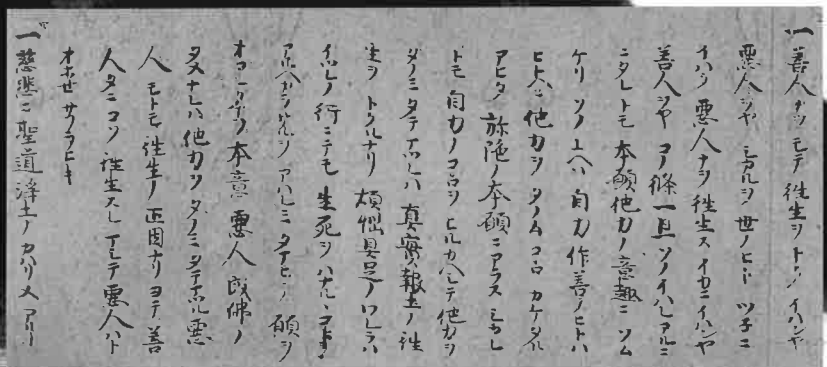 一善人ナヲモテ往生ヲトク イハンヤ
悪人ヲヤ シカルヲ 世ノヒト ツネニ
イハク 悪人ナヲ往生ス イカニイハンヤ
善人ヲヤ コノ條一旦ソノイハレアルニ
ニタレトモ 本願他力ノ意趣ニ ソム
ケリ ソノユヘハ 自力作善ノヒトハ
ヒトヘニ他力ヲ タノムココロ カケタル
アヒタ 弥陀ノ本願ニ アラス シカレ
トモ 自力ノココロヲ ヒルカヘシテ 他力ヲ
タノミ タテマツレハ 真實報土ノ往
生ヲ トクルナリ 煩惱具足ノワレラハ
イツレノ行ニテモ 生死ヲ ハナルヽコト
アルヘカラサルヲ アハレミ タマヒテ 願ヲ
オコシタマフ 本意 悪人成佛ノ
タメナレハ 他力ヲ タノミ タテマツル 悪
人 モトモ 往生ノ 正因ナリ ヨテ 善
人タニコソ 往生スレ マシテ 悪人ハト
オホセ サフラヒキ
一慈悲ニ 聖道浄土ノ カハリメ アリ